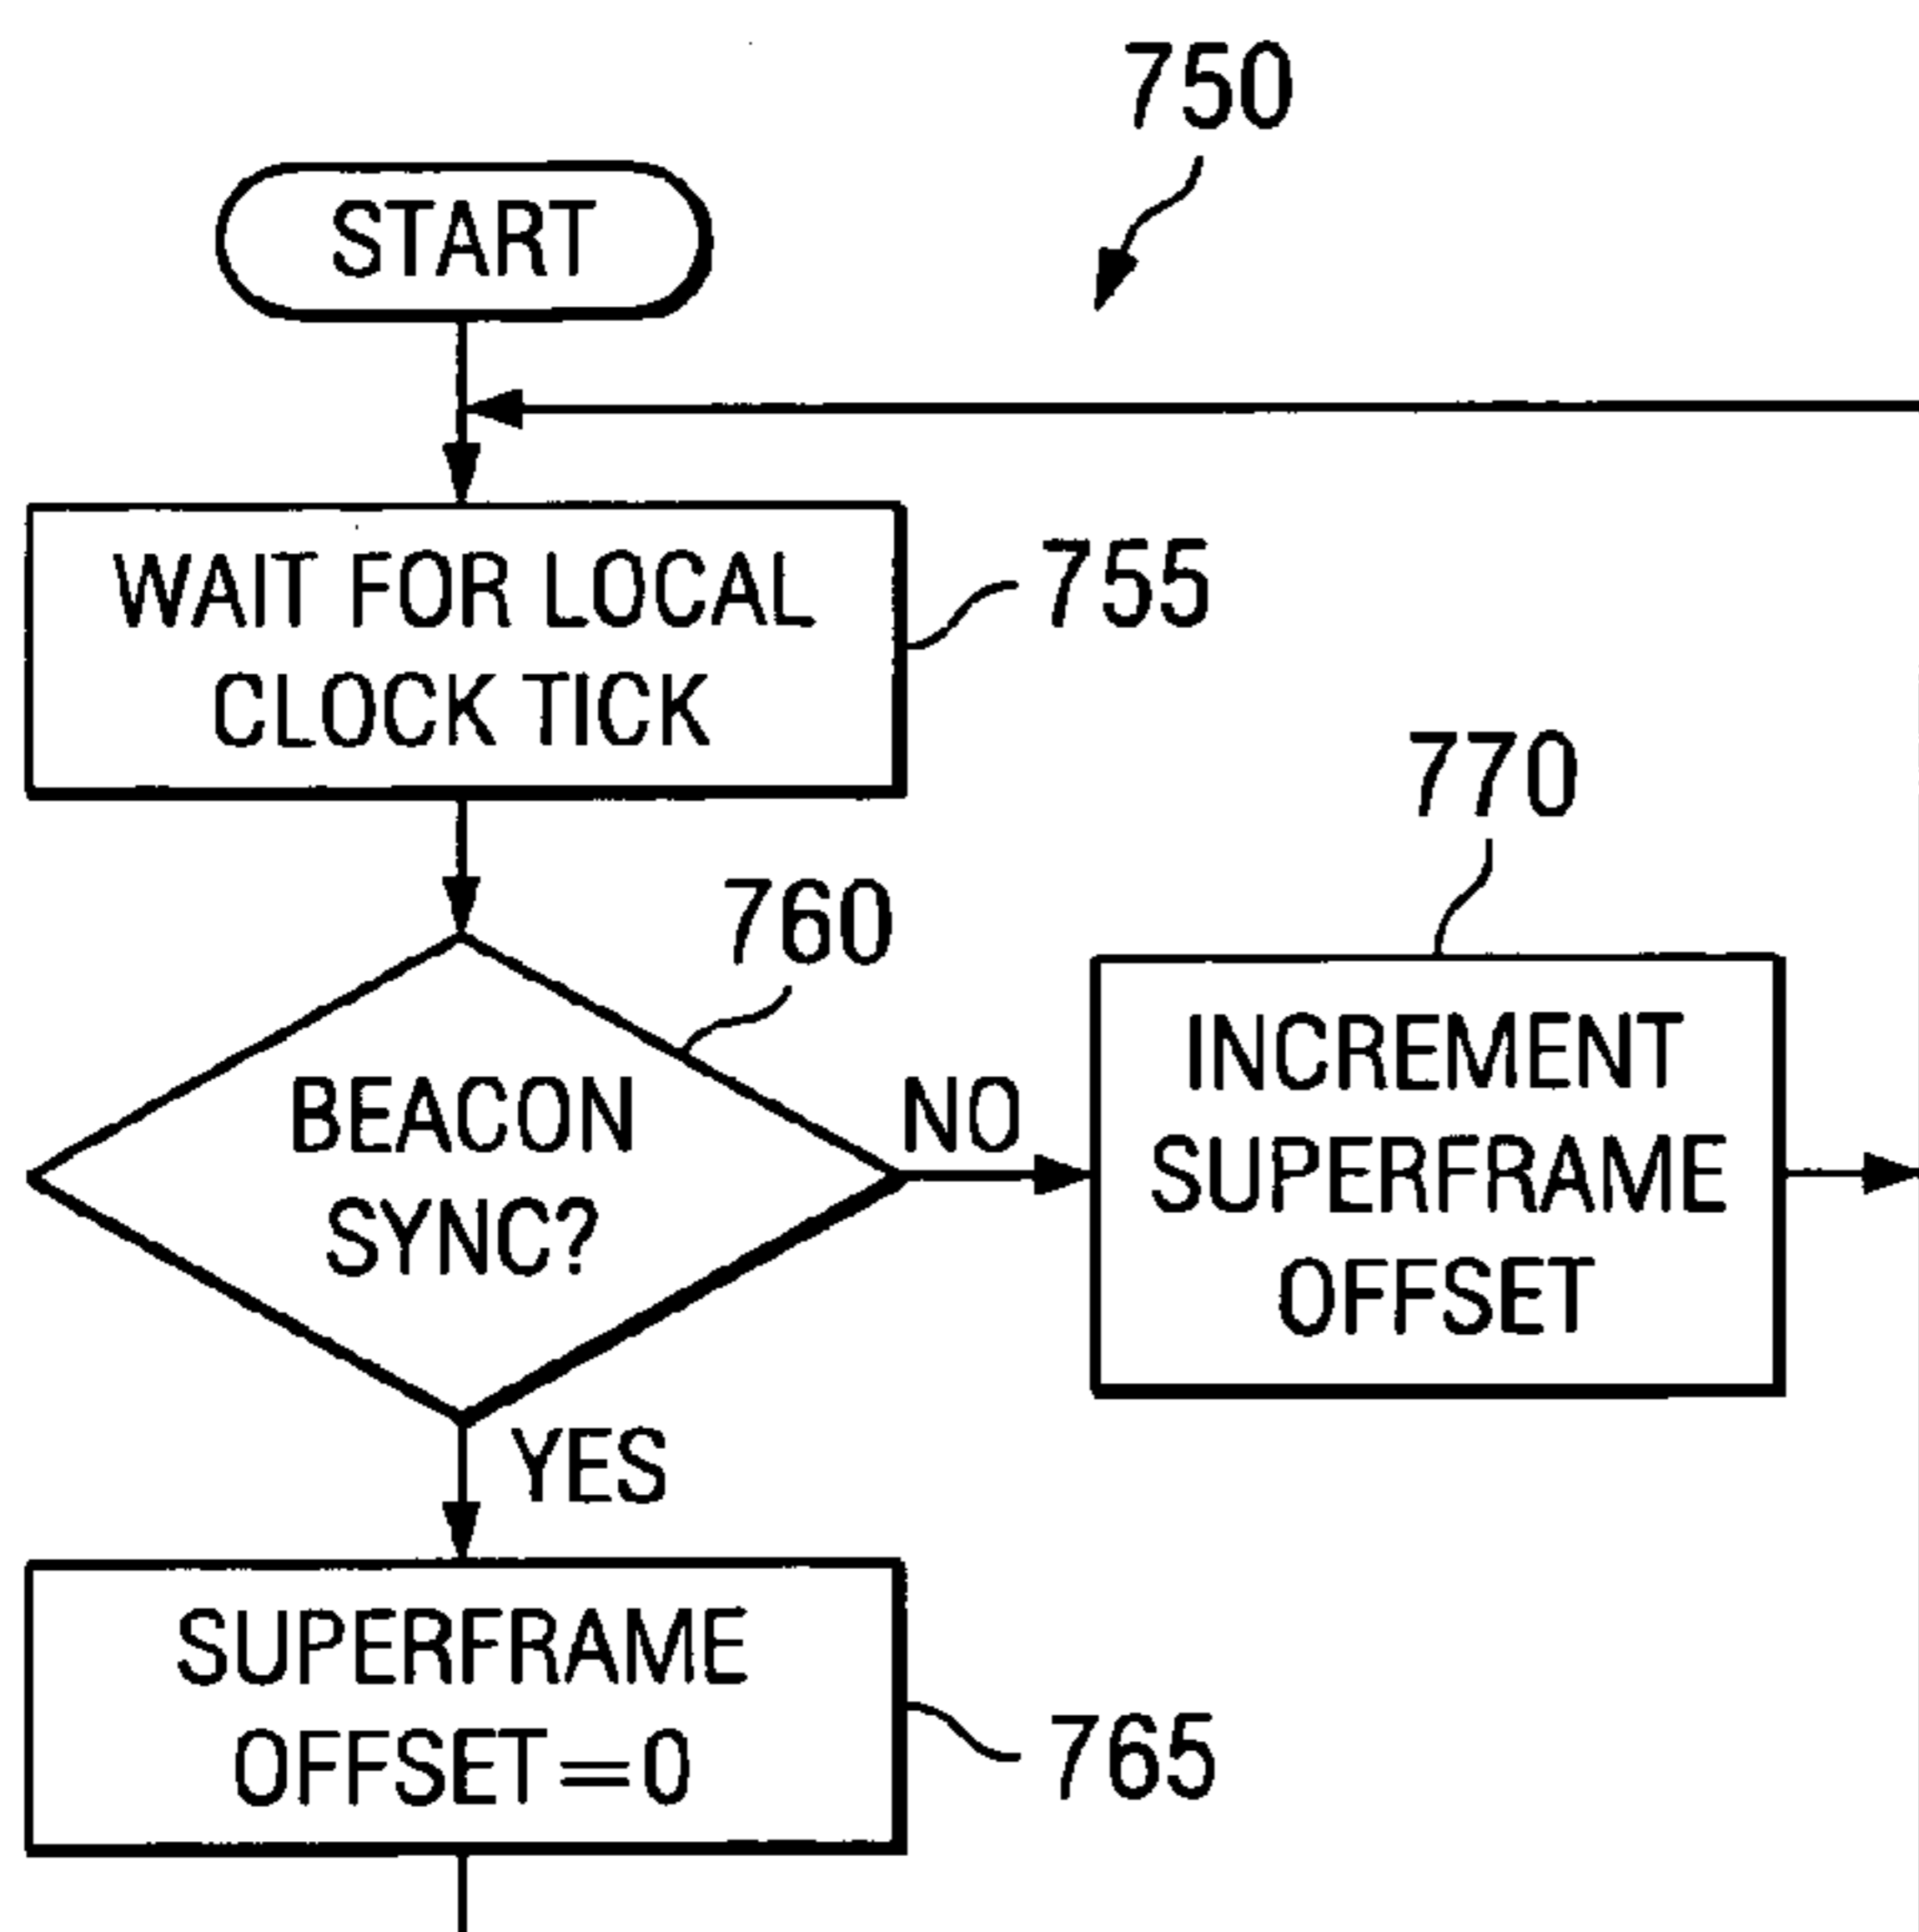 750
START
WAIT FOR LOCAL
CLOCK TICK
755
770
760
BEACON
SYNC?
NO
INCREMENT
SUPERFRAME
OFFSET
YES
SUPERFRAME
OFFSET=0
765